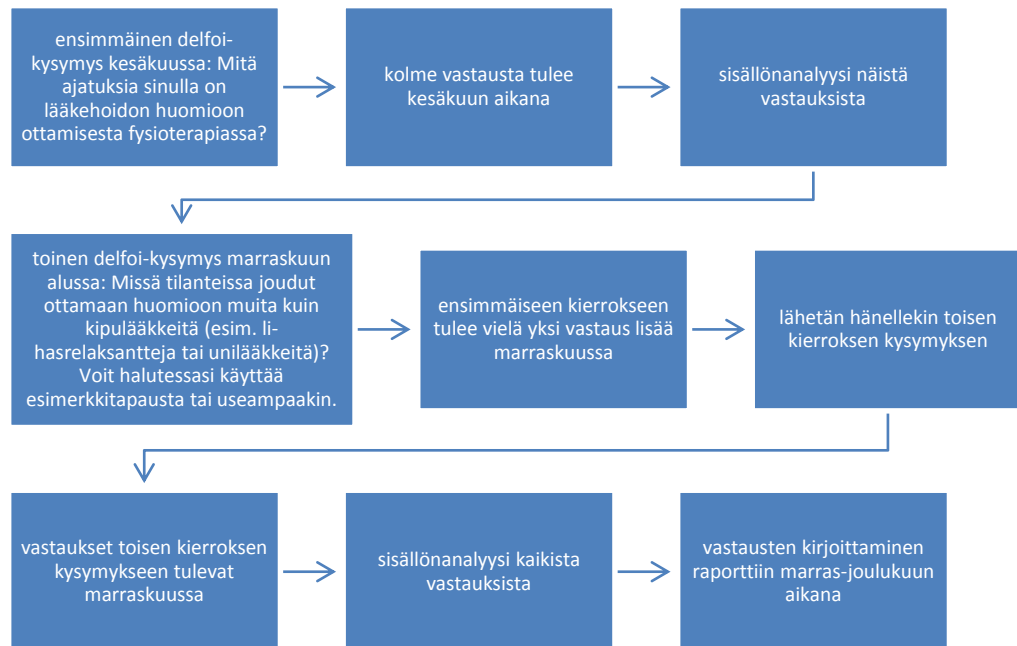 ensimmäinen delfoi-
kysymys kesäkuussa: Mitä
ajatuksia sinulla on
lääkehoidon huomioon
ottamisesta fysioterapiassa?
kolme vastausta tulee
kesäkuun aikana
sisällönanalyysi näistä
vastauksista
toinen delfoi-kysymys marraskuun
alussa: Missä tilanteissa joudut
ottamaan huomioon muita kuin
kipulääkkeitä (esim. li-
hasrelaksantteja tai unilääkkeitä)?
Voit halutessasi käyttää
esimerkkitapausta tai useampaakin.
ensimmäiseen kierrokseen
tulee vielä yksi vastaus lisää
marraskuussa
lähetän hänellekin toisen
kierroksen kysymyksen
vastaukset toisen kierroksen
kysymykseen tulevat
marraskuussa
sisällönanalyysi kaikista
vastauksista
vastausten kirjoittaminen
raporttiin marras-joulukuun
aikana